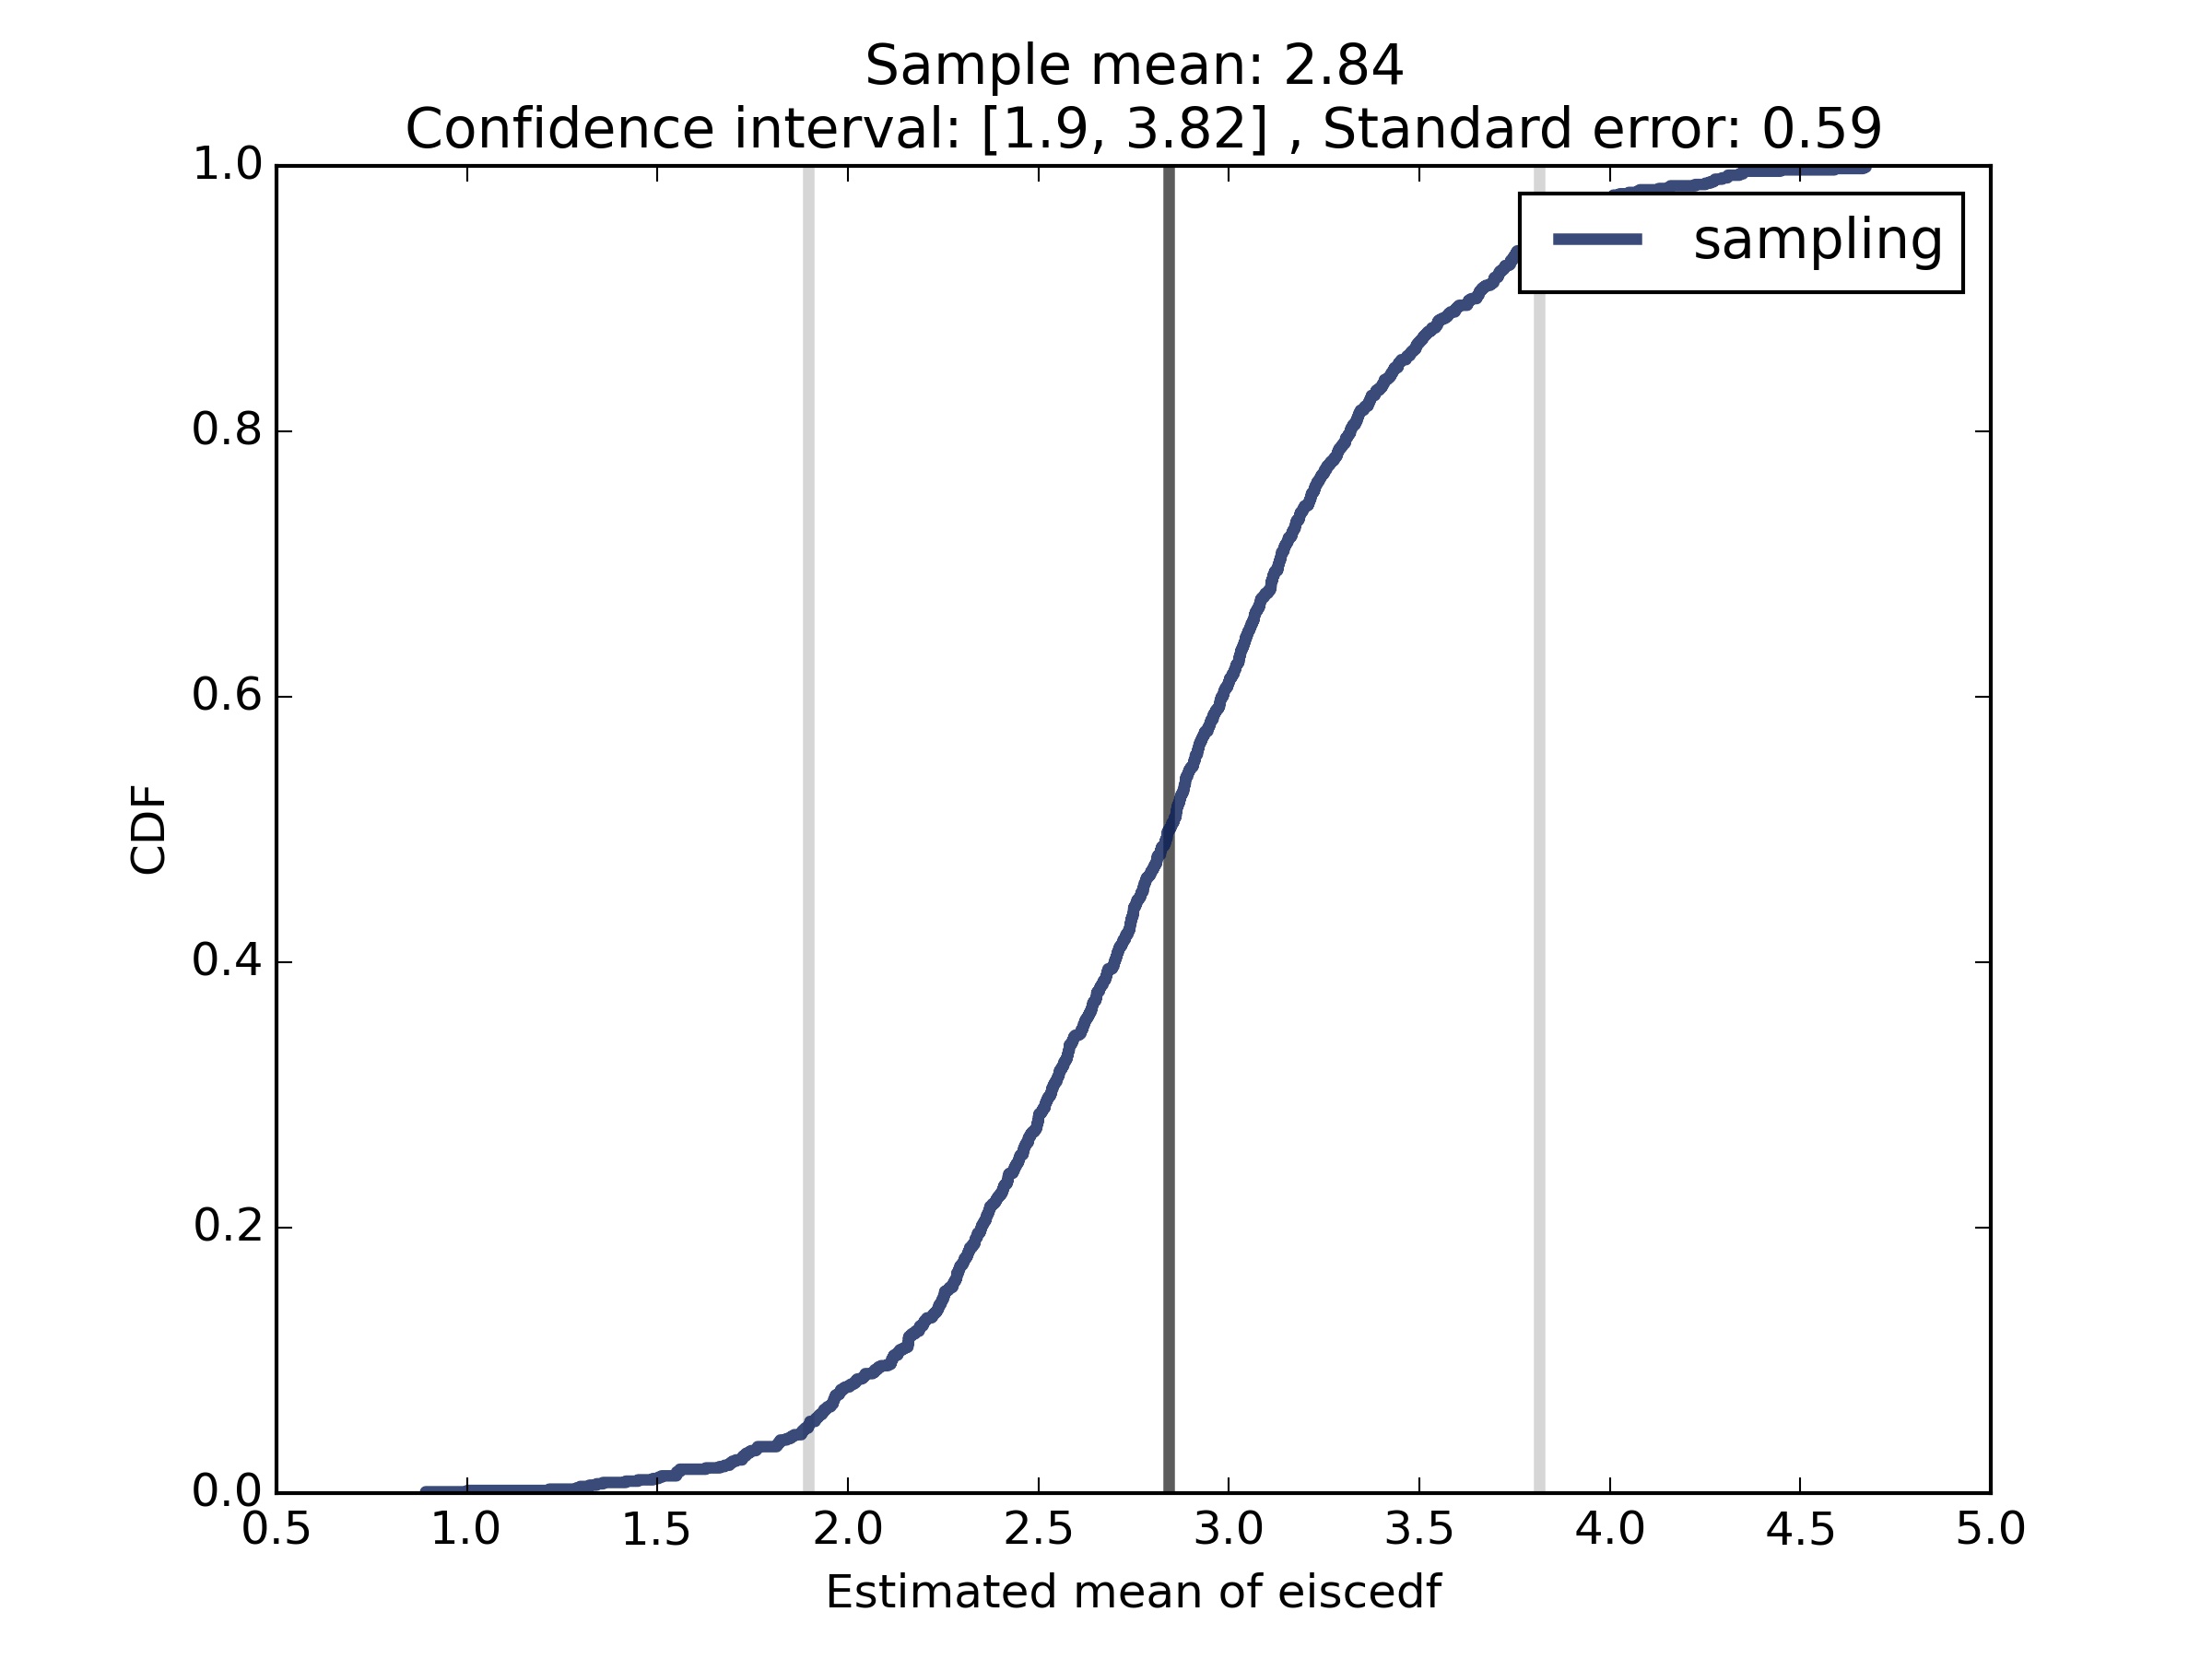 Sample mean: 2.84
Confidence interval: [1.9, 3.82] , Standard error: 0.59
1.0
sampling
0.8
0.6
CDF
0.4
0.2
0.0
0.5 1.0 1.5 2.0 2.5 3.0 3.5 4.0 4.5 5.0
Estimated mean of eiscedf